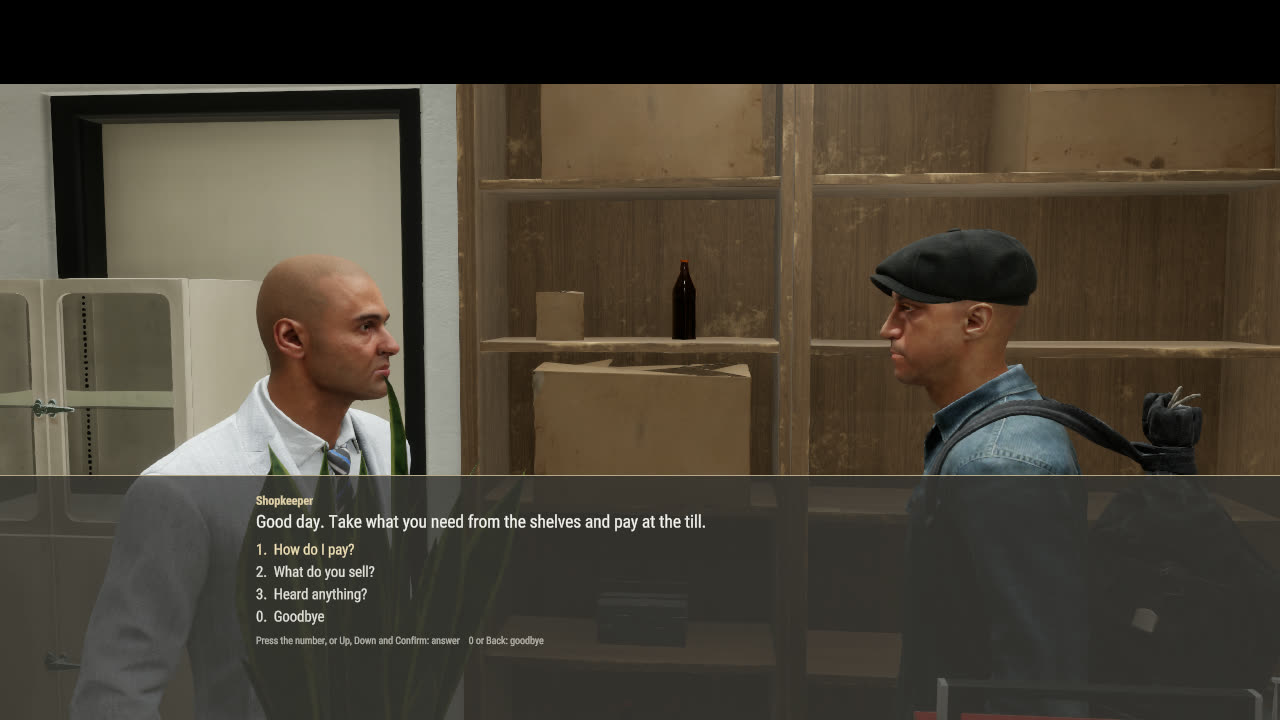 Shopkeeper
Good day. Take what you need from the shelves and pay at the till.
1. How do I pay?
2. What do you sell?
3. Heard anything?
0. Goodbye
Press the number, or Up, Down and Confirm: answer 0 or Back: goodbye